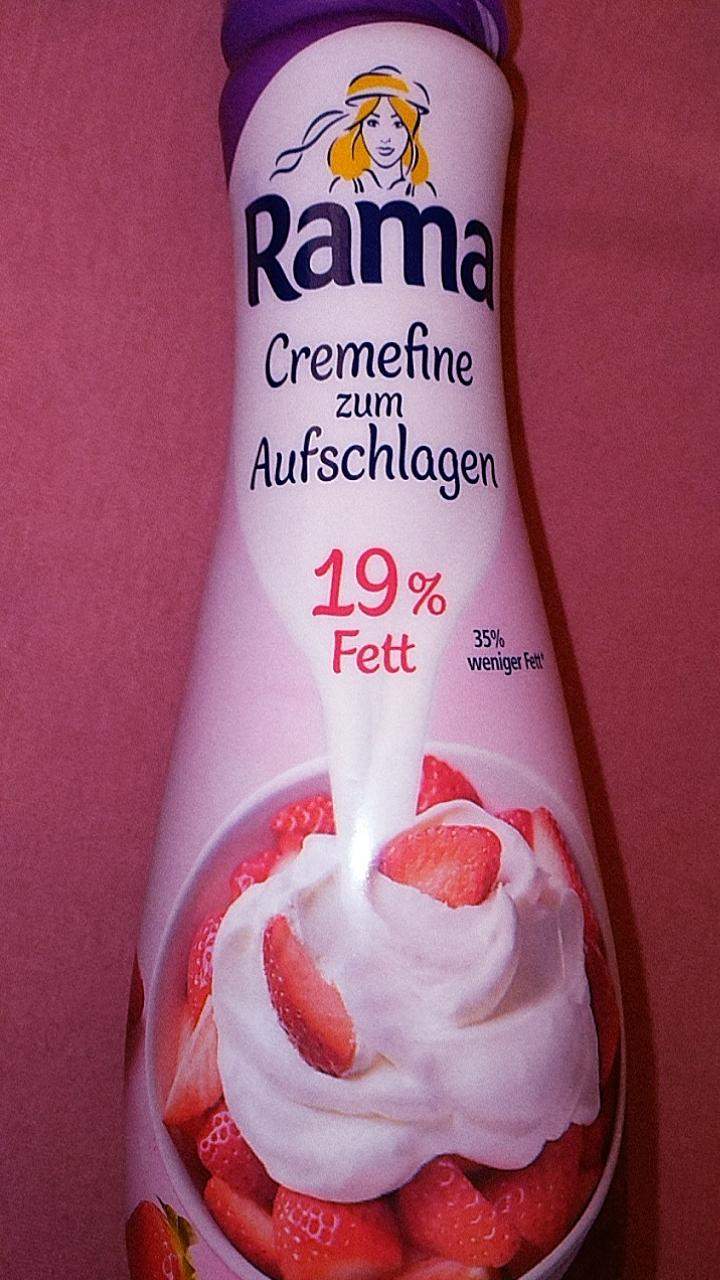 Rama
Cremefine
zum
Aufschlagen
19%
Fett
35%
weniger Fett*